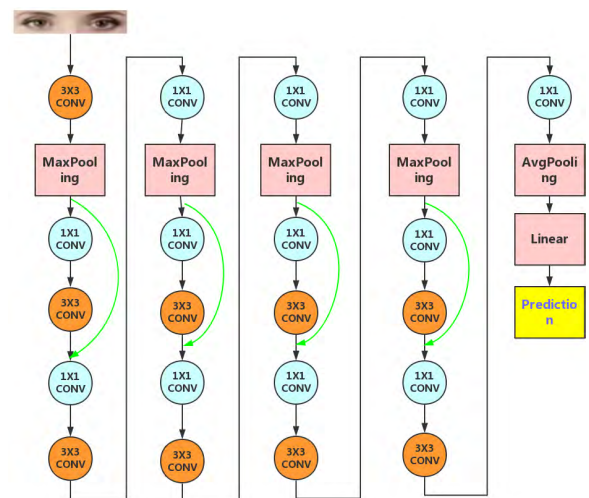 3X3
CONV
MaxPool
ing
1X1
CONV
3X3
CONV
1X1
CONV
3X3
CONV
1X1
CONV
MaxPool
ing
1X1
CONV
3X3
CONV
1X1
CONV
3X3
CONV
1X1
CONV
MaxPool
ing
1X1
CONV
3X3
CONV
1X1
CONV
3X3
CONV
1X1
CONV
MaxPool
ing
1X1
CONV
3X3
CONV
1X1
CONV
3X3
CONV
1X1
CONV
AvgPooli
ng
Linear
Predictio
n